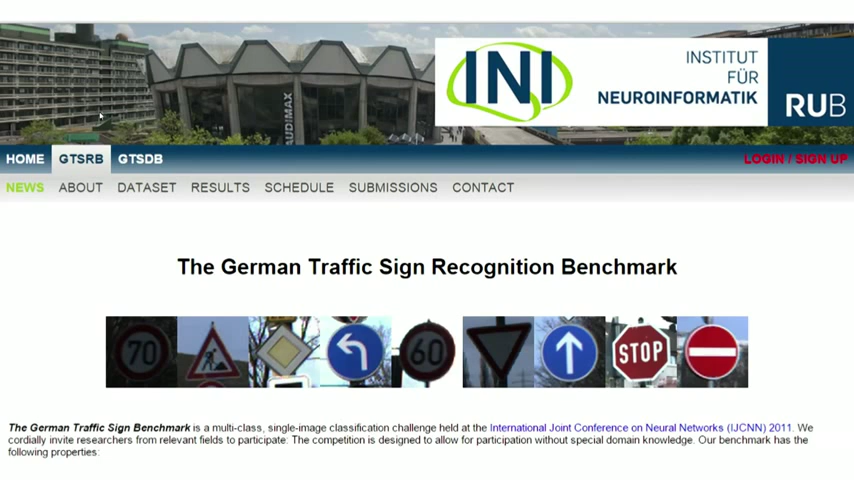 AUDIMAX
INI
INSTITUT
FÜR
NEUROINFORMATIK
RUB
HOME GTSRB GTSDB LOGIN / SIGN UP
NEWS ABOUT DATASET RESULTS SCHEDULE SUBMISSIONS CONTACT
The German Traffic Sign Recognition Benchmark
70 60 STOP
The German Traffic Sign Benchmark is a multi-class, single-image classification challenge held at the International Joint Conference on Neural Networks (IJCNN) 2011. We
cordially invite researchers from relevant fields to participate: The competition is designed to allow for participation without special domain knowledge. Our benchmark has the
following properties: